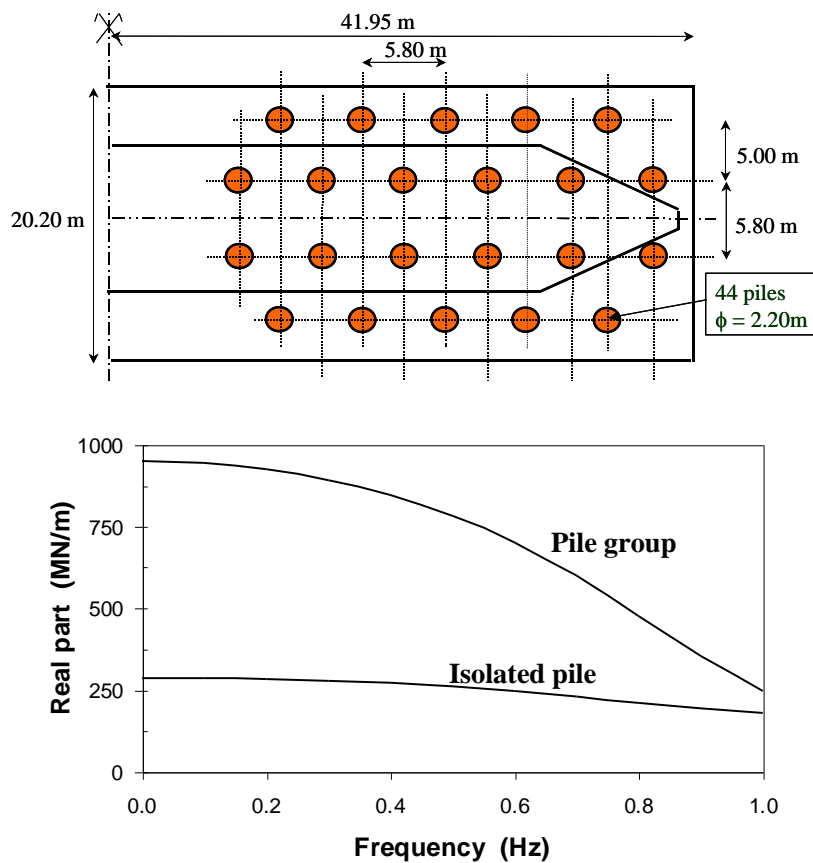 41.95 m
5.80 m
5.00 m
20.20 m
5.80 m
44 piles
ϕ = 2.20m
1000
750
500
250
0
Real part (MN/m)
Pile group
Isolated pile
0.0 0.2 0.4 0.6 0.8 1.0
Frequency (Hz)